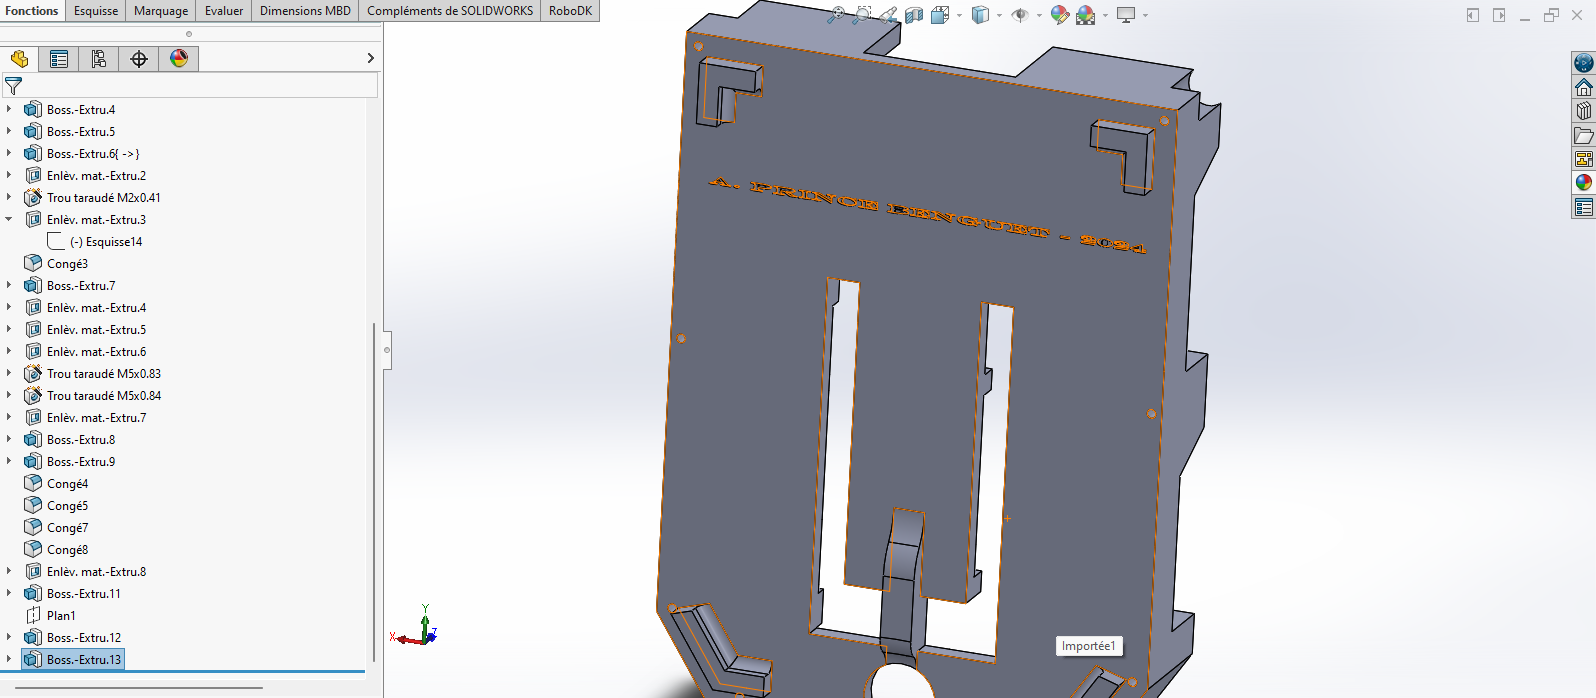 Fonctions Esquisse Marquage Evaluer Dimensions MBD Compléments de SOLIDWORKS RoboDK
Boss.-Extru.4
Boss.-Extru.5
Boss.-Extru.6{ ->}
Enlèv. mat.-Extru.2
Trou taraudé M2x0.41
Enlèv. mat.-Extru.3
(-) Esquisse14
Congé3
Boss.-Extru.7
Enlèv. mat.-Extru.4
Enlèv. mat.-Extru.5
Enlèv. mat.-Extru.6
Trou taraudé M5x0.83
Trou taraudé M5x0.84
Enlèv. mat.-Extru.7
Boss.-Extru.8
Boss.-Extru.9
Congé4
Congé5
Congé7
Congé8
Enlèv. mat.-Extru.8
Boss.-Extru.11
Plan1
Boss.-Extru.12
Boss.-Extru.13
A. PRINCE - 2024
Y
X
Z
Importée1